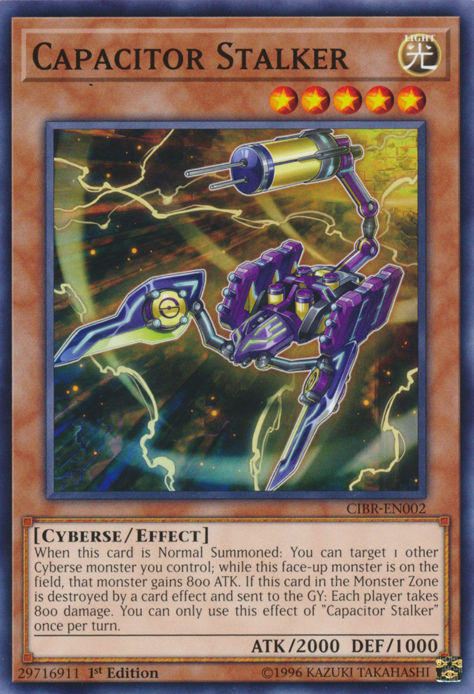 CAPACITOR STALKER
LIGHT
光
CIBR-EN002
[CYBERSE/EFFECT]
When this card is Normal Summoned: You can target 1 other
Cyberse monster you control; while this face-up monster is on the
field, that monster gains 800 ATK. If this card in the Monster Zone
is destroyed by a card effect and sent to the GY: Each player takes
800 damage. You can only use this effect of "Capacitor Stalker"
once per turn.
ATK/2000 DEF/1000
29716911 1st Edition ©1996 KAZUKI TAKAHASHI